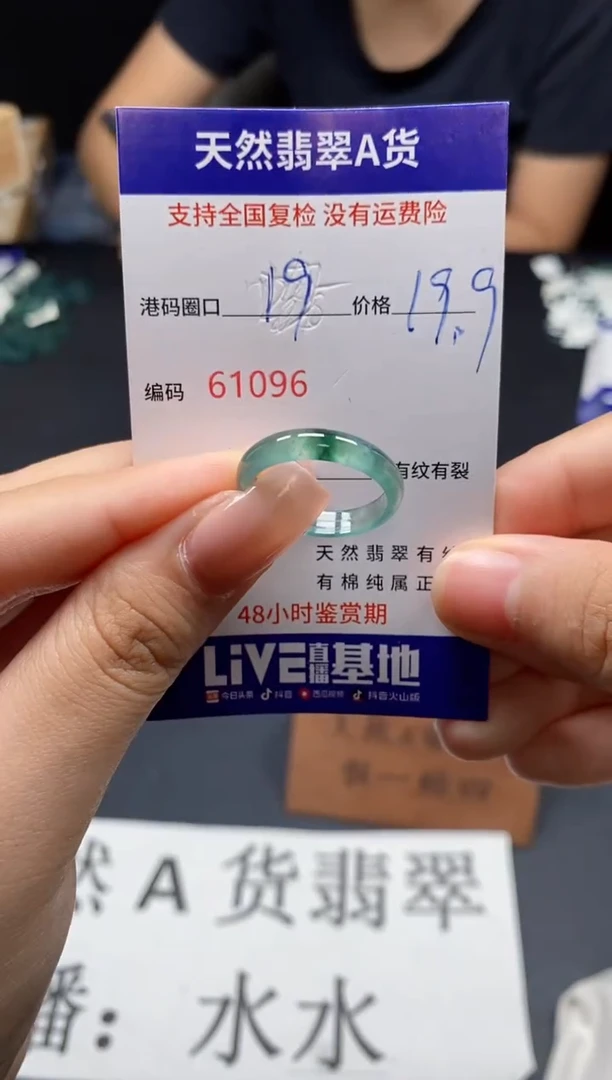 天然翡翠A货
支持全国复检 没有运费险
港码圈口 19 价格 19.9
编码 61096
有纹有裂
天然翡翠有
有棉纯属正
48小时鉴赏期
LiVE直播基地
今日头条 抖音 西瓜视频 抖音火山版
然 A 货翡翠
播：水水